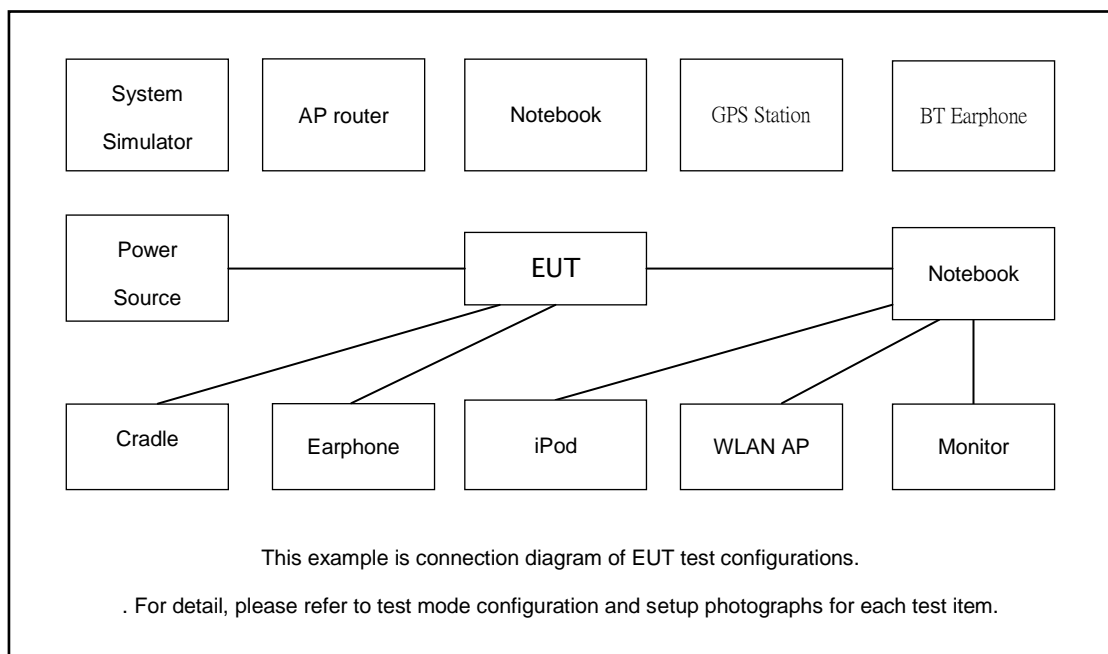 System
Simulator
AP router
Notebook
GPS Station
BT Earphone
Power
Source
EUT
Notebook
Cradle
Earphone
iPod
WLAN AP
Monitor
This example is connection diagram of EUT test configurations.
. For detail, please refer to test mode configuration and setup photographs for each test item.